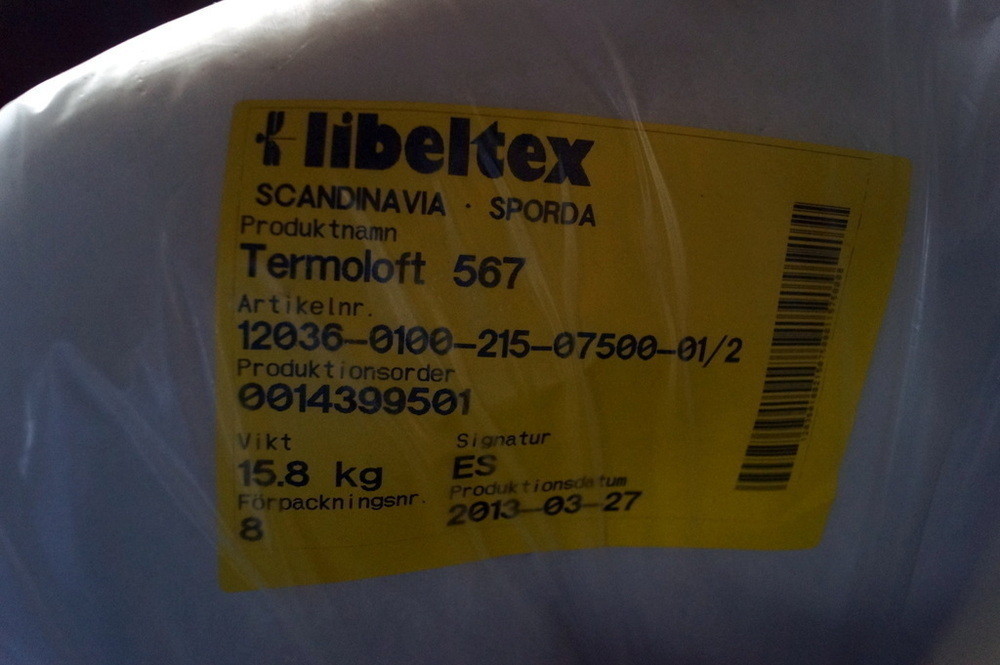 libeltex
SCANDINAVIA · SPORDA
Produktnamn
Termoloft 567
Artikelnr.
12036-0100-215-07500-01/2
Produktionsorder
0014399501
Vikt
15.8 kg
Signatur
ES
Förpackningsnr.
8
Produktionsdatum
2013-03-27